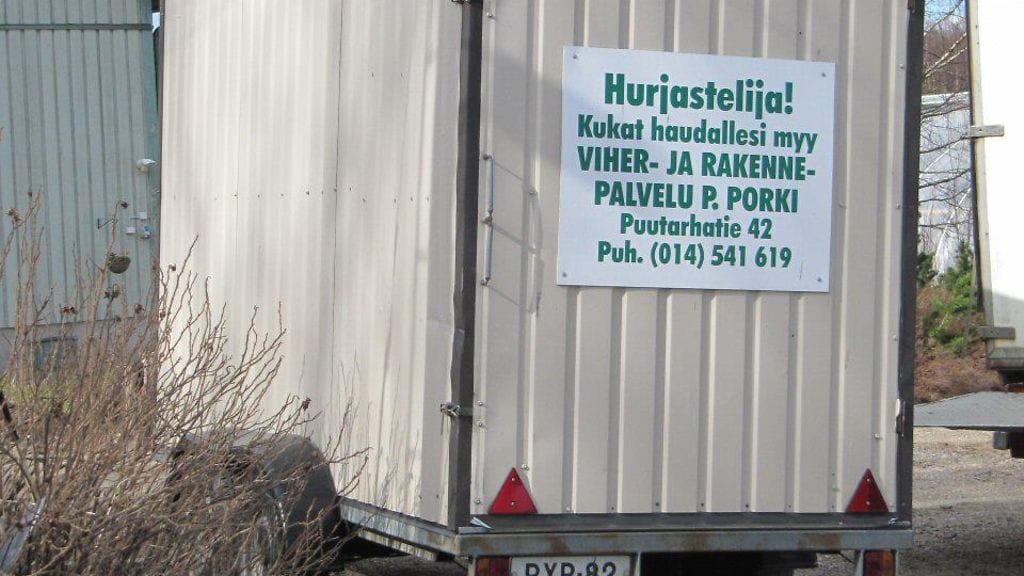 Hurjastelija!
Kukat haudallesi myy
VIHER- JA RAKENNE-
PALVELU P. PORKI
Puutarhatie 42
Puh. (014) 541 619